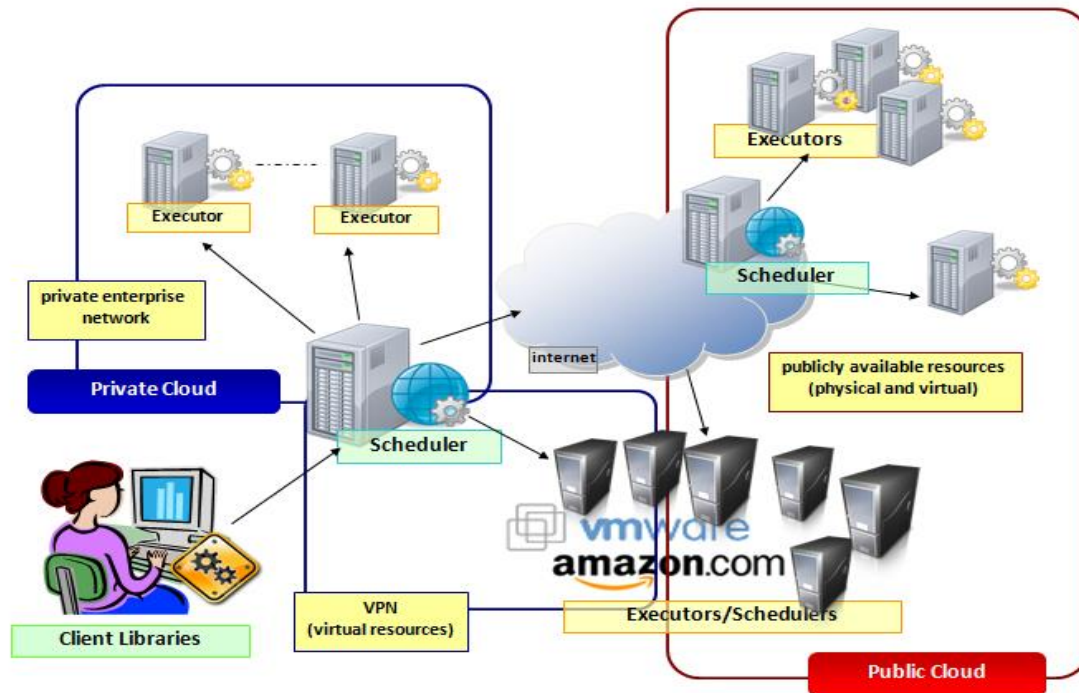 Executors
Executor
Executor
Scheduler
private enterprise
network
internet
publicly available resources
(physical and virtual)
Private Cloud
Scheduler
vmware
amazon.com
VPN
(virtual resources)
Executors/Schedulers
Client Libraries
Public Cloud